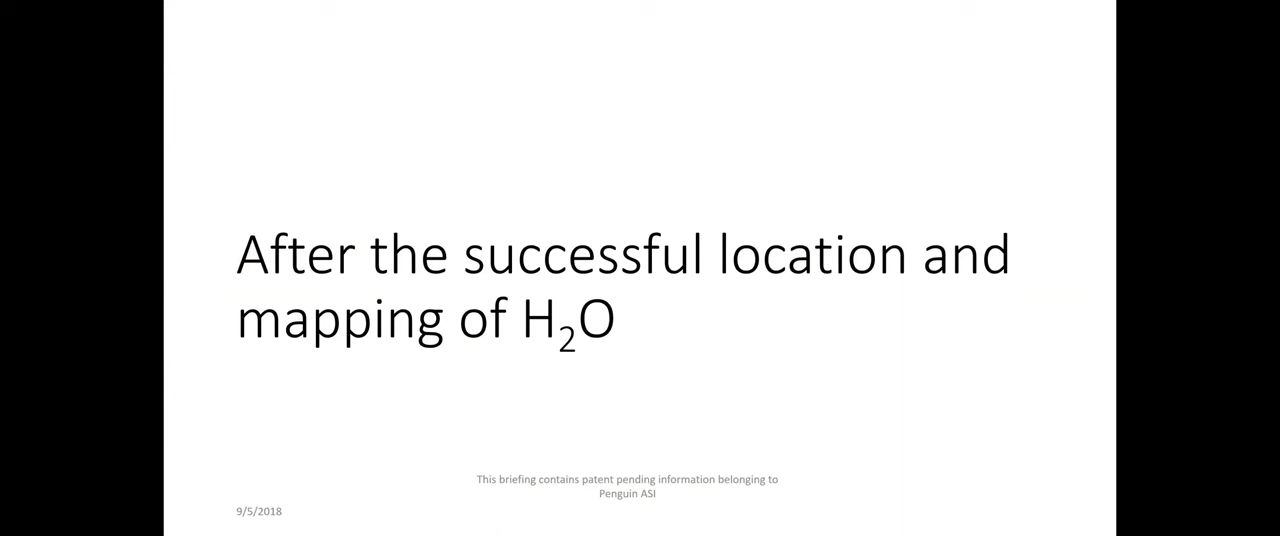 After the successful location and
mapping of H₂O
This briefing contains patent pending information belonging to
Penguin ASI
9/5/2018